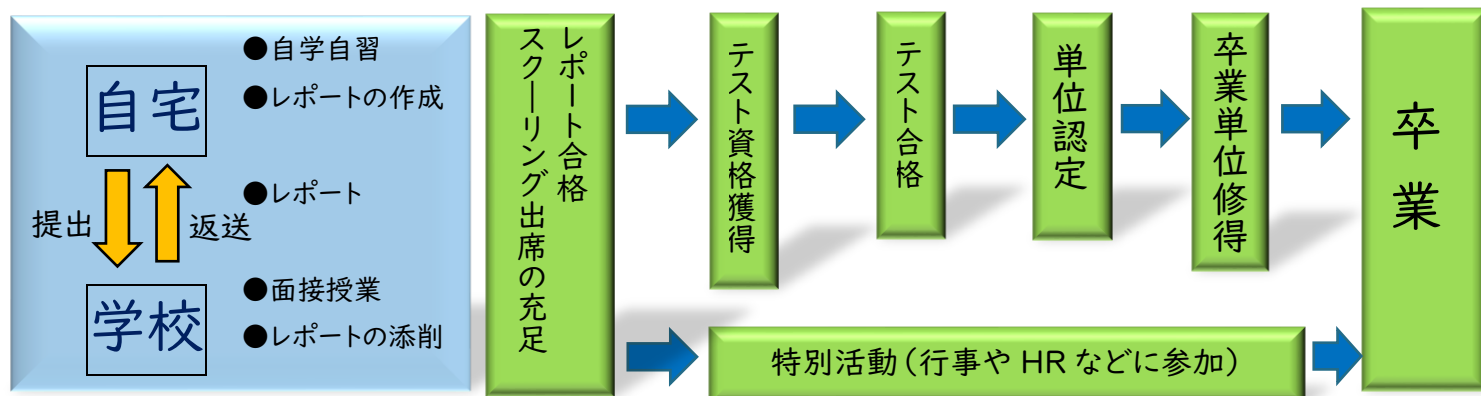 自宅
●自学自習
●レポートの作成
提出
返送
●レポート
学校
●面接授業
●レポートの添削
レポート合格
スクーリング出席の充足
テスト資格獲得
テスト合格
単位認定
卒業単位修得
特別活動（行事や HR などに参加）
卒業